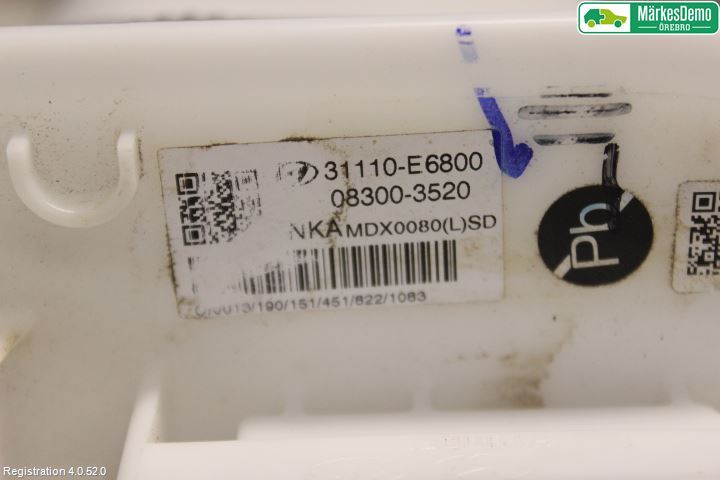 MärkesDemo
ÖREBRO
31110-E6800
08300-3520
NKA MDX0080(L)SD
0013/190/151/451/822/1083
Ph
Registration 4.0.52.0